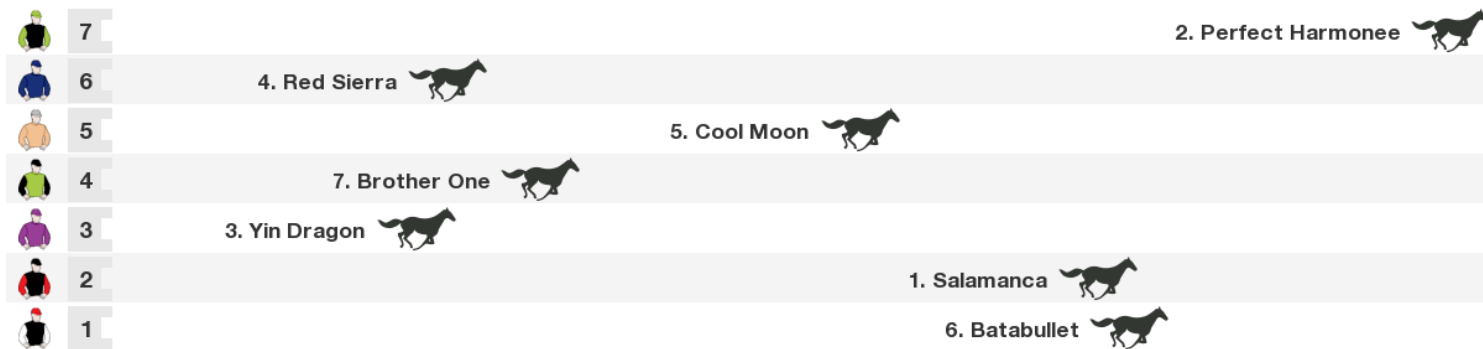 7 2. Perfect Harmonee
6 4. Red Sierra
5 5. Cool Moon
4 7. Brother One
3 3. Yin Dragon
2 1. Salamanca
1 6. Batabullet